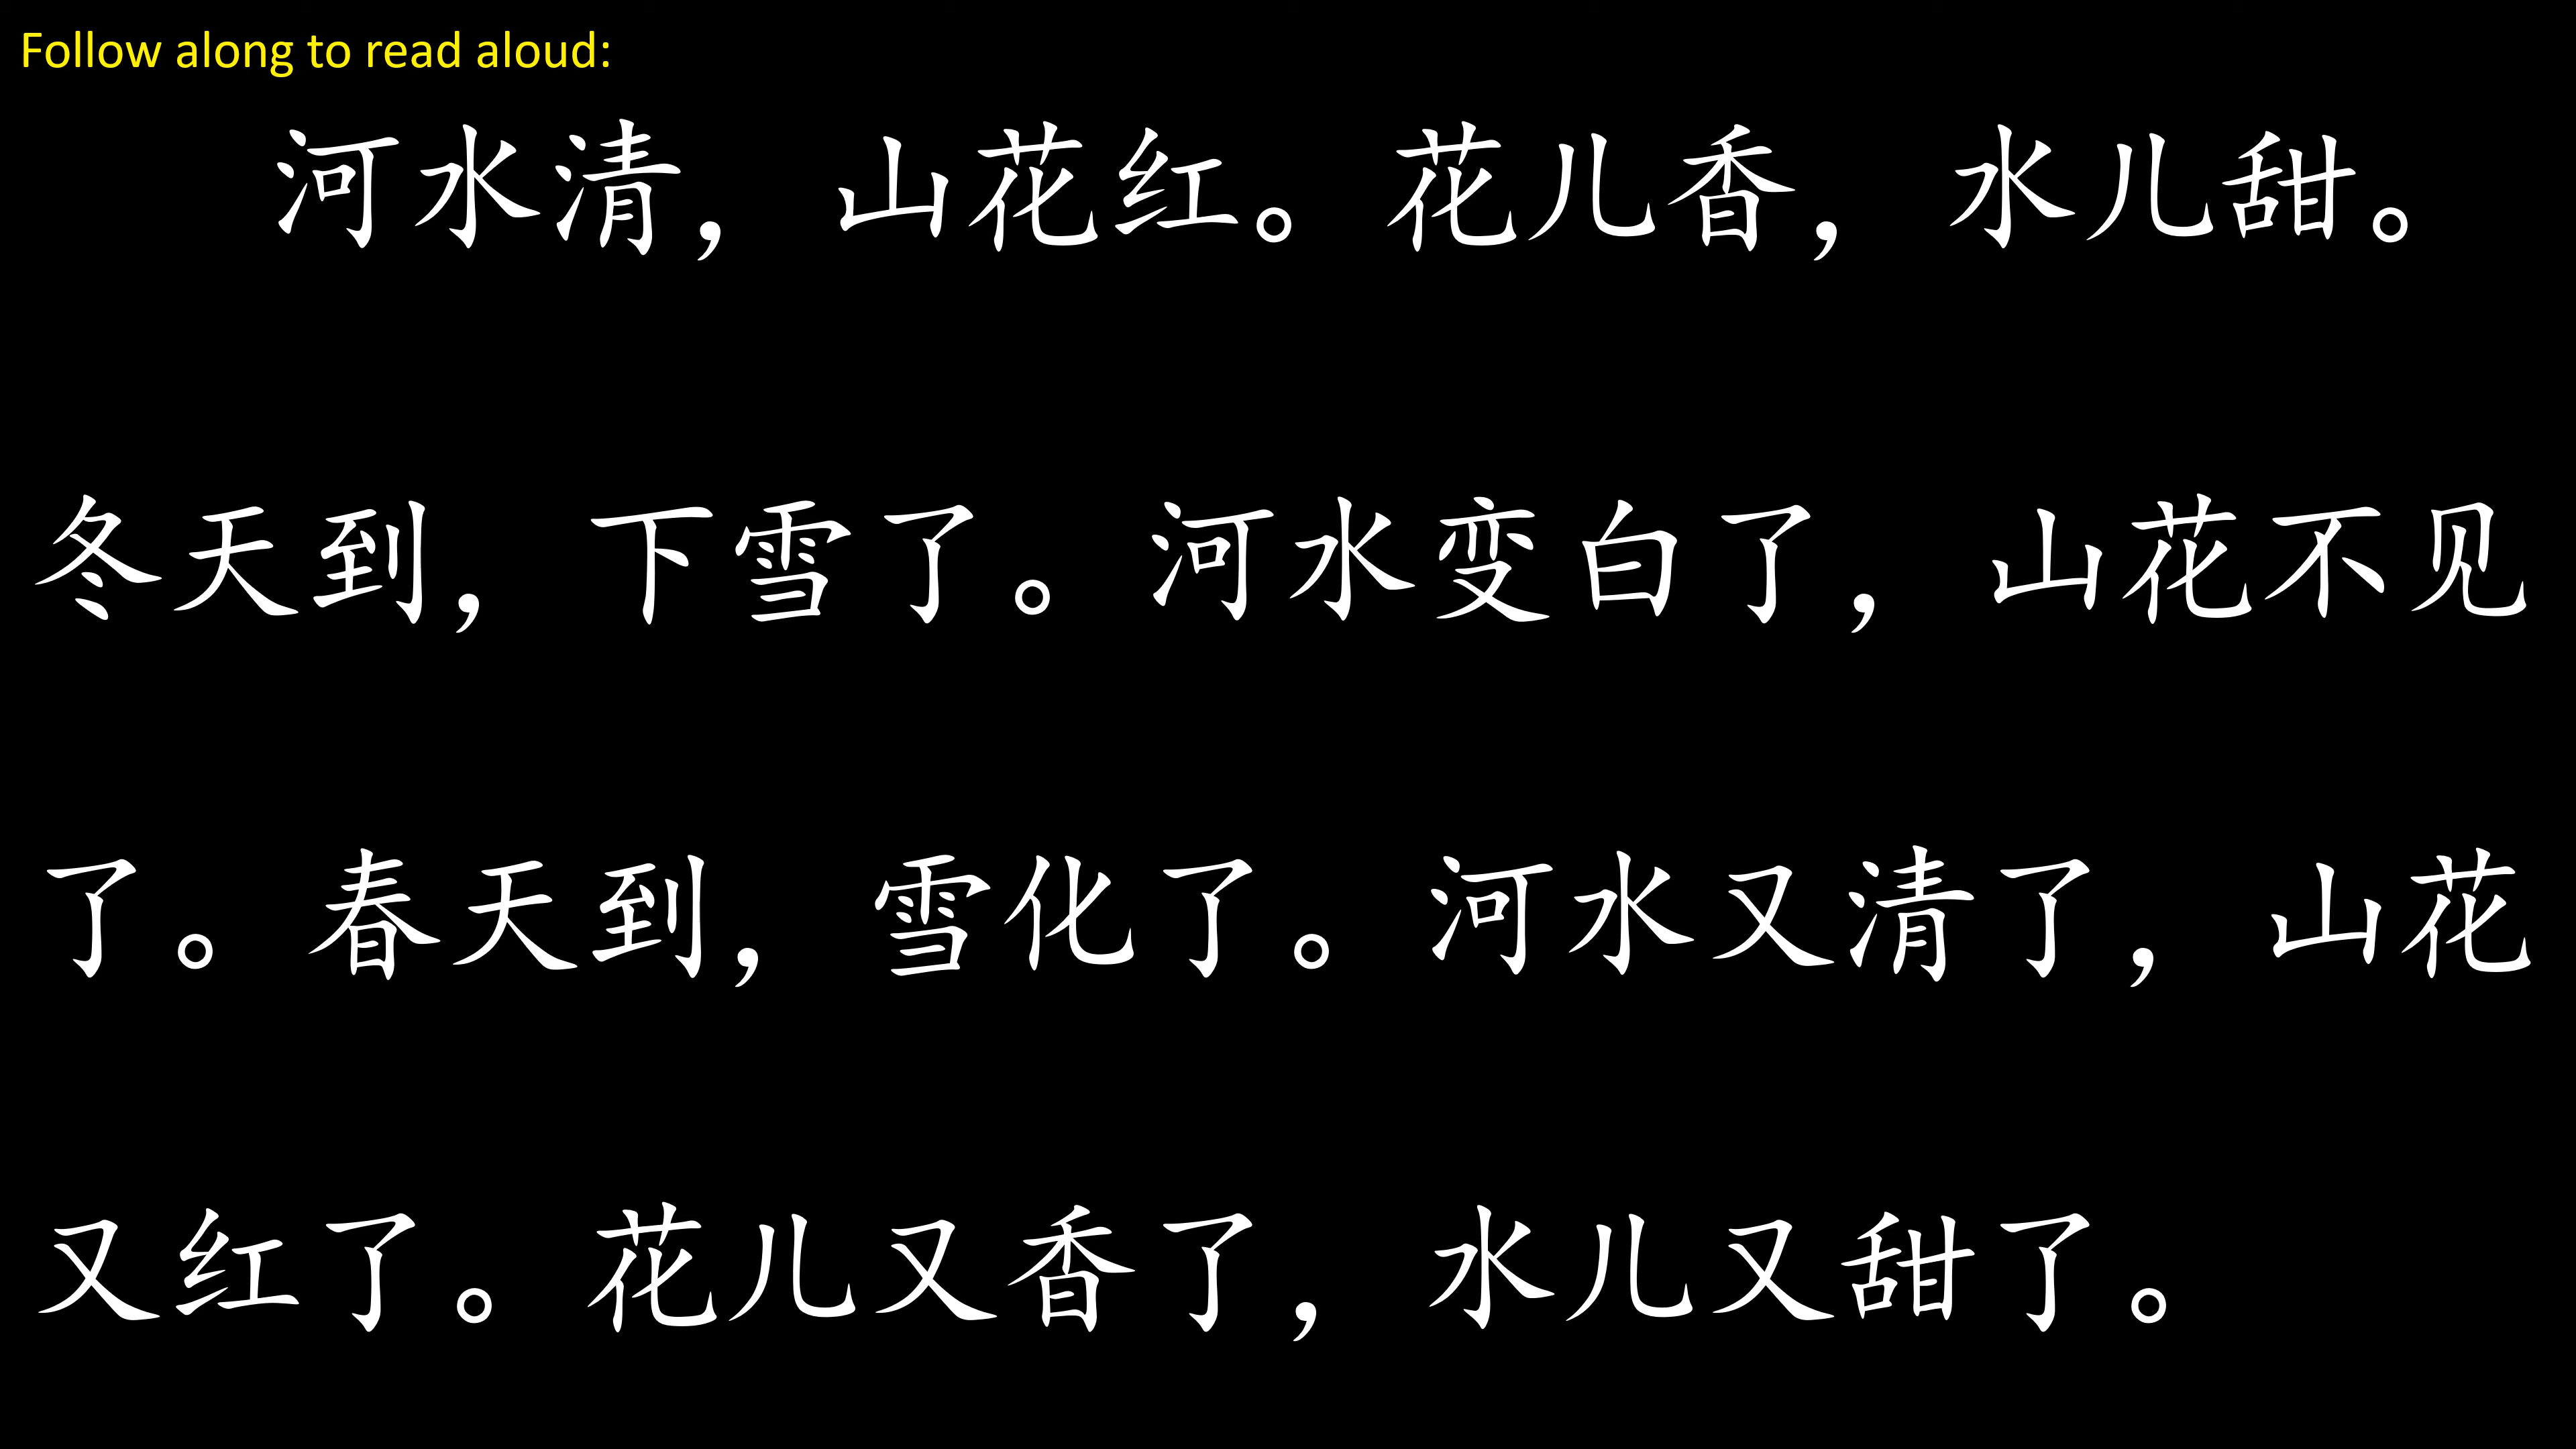 Follow along to read aloud:
河水清，山花红。花儿香，水儿甜。
冬天到，下雪了。河水变白了，山花不见
了。春天到，雪化了。河水又清了，山花
又红了。花儿又香了，水儿又甜了。